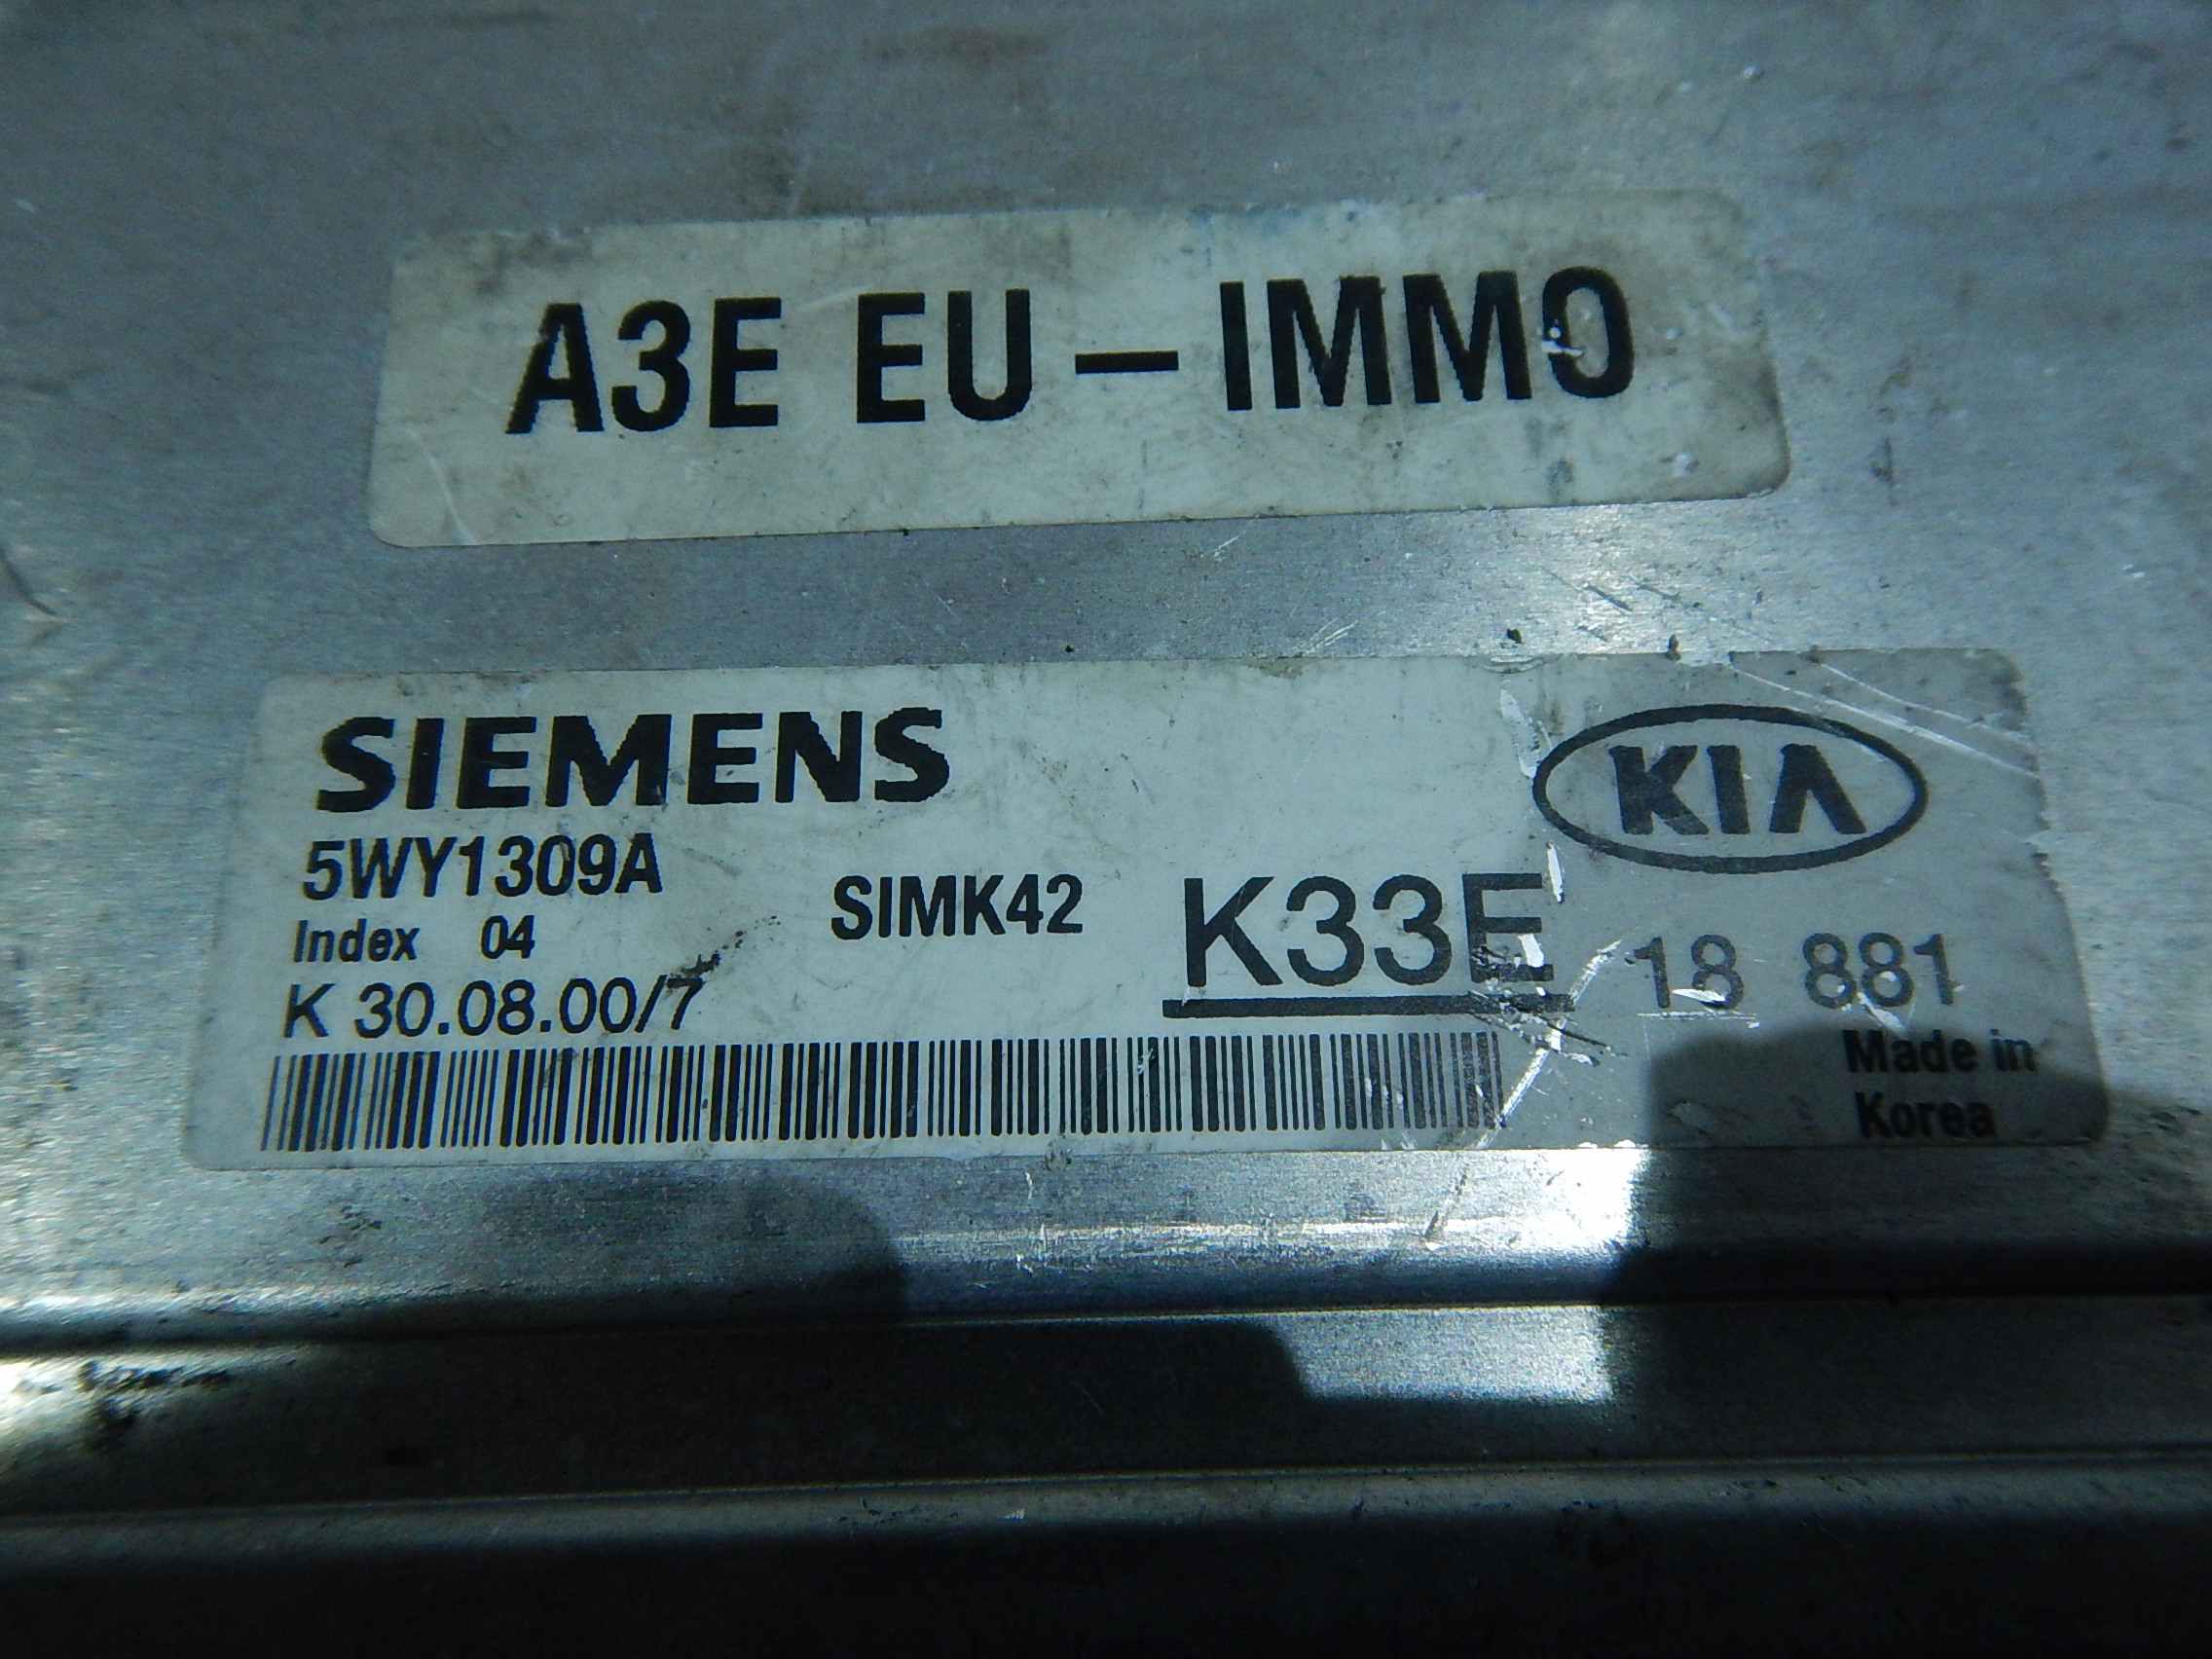 A3E EU – IMMO
SIEMENS
KIA
5WY1309A
SIMK42
K33E
18 881
Index 04
K 30.08.00/7
Made in
Korea